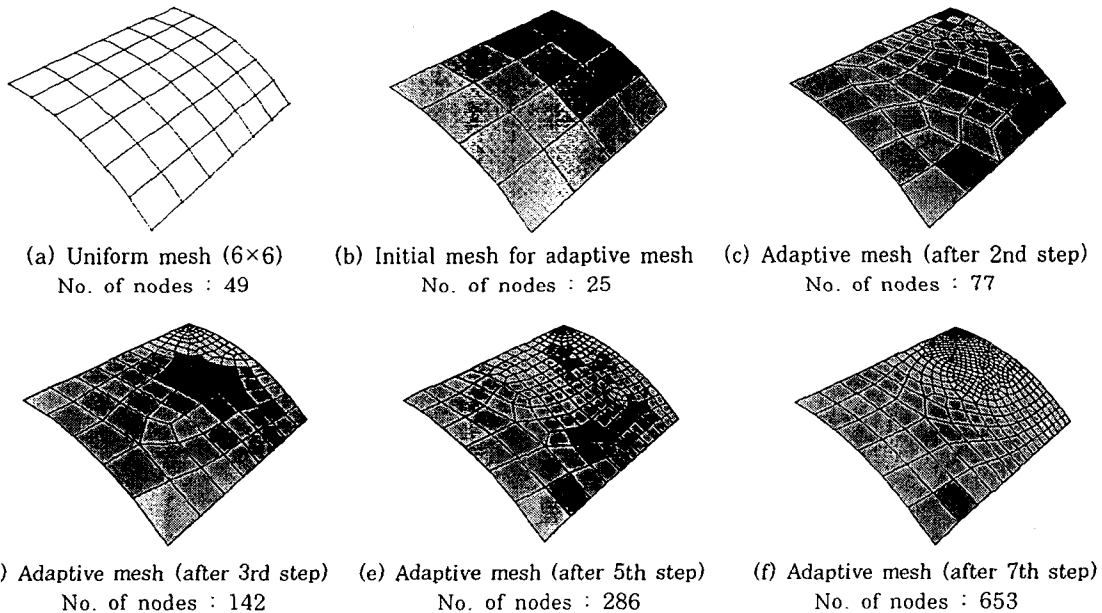 (a) Uniform mesh (6×6)
No. of nodes : 49
(b) Initial mesh for adaptive mesh
No. of nodes : 25
(c) Adaptive mesh (after 2nd step)
No. of nodes : 77
) Adaptive mesh (after 3rd step)
No. of nodes : 142
(e) Adaptive mesh (after 5th step)
No. of nodes : 286
(f) Adaptive mesh (after 7th step)
No. of nodes : 653